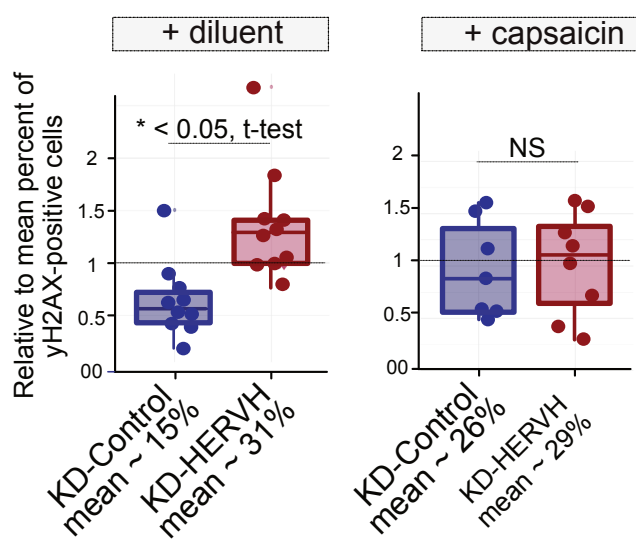 + diluent
+ capsaicin
Relative to mean percent of
yH2AX-positive cells
* < 0.05, t-test
2
1.5
1
0.5
00
KD-Control
mean ~ 15%
KD-HERVH
mean ~ 31%
NS
2
1.5
1
0.5
00
KD-Control
mean ~ 26%
KD-HERVH
mean ~ 29%